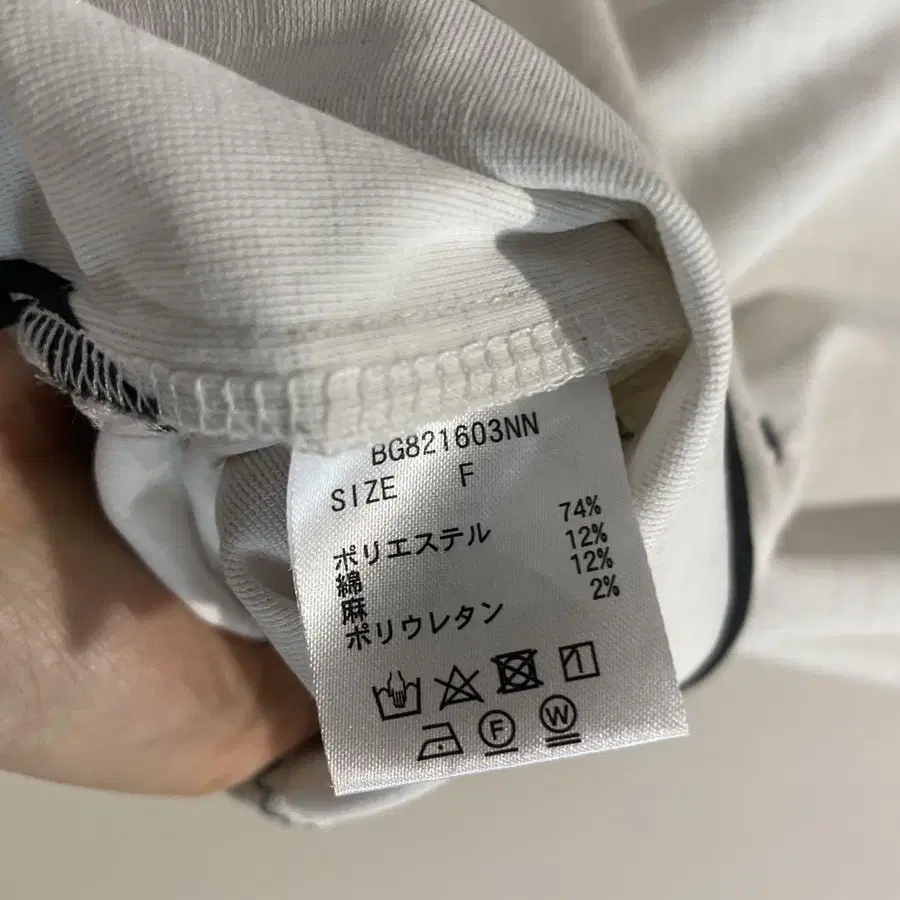 BG821603NN
SIZE F
ポリエステル 74%
綿 12%
麻 12%
ポリウレタン 2%
1
F W